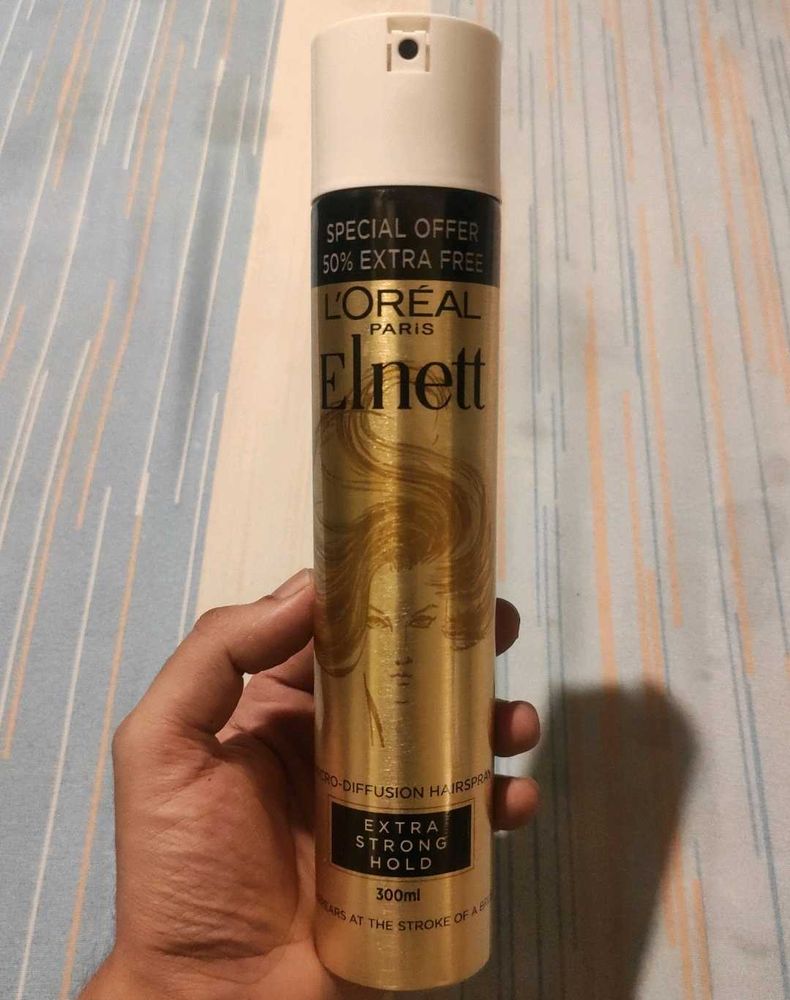 SPECIAL OFFER
50% EXTRA FREE
L'ORÉAL
PARIS
Elnett
DIFFUSION HAIRSPRAY
EXTRA
STRONG
HOLD
300ml
AT THE STROKE OF A